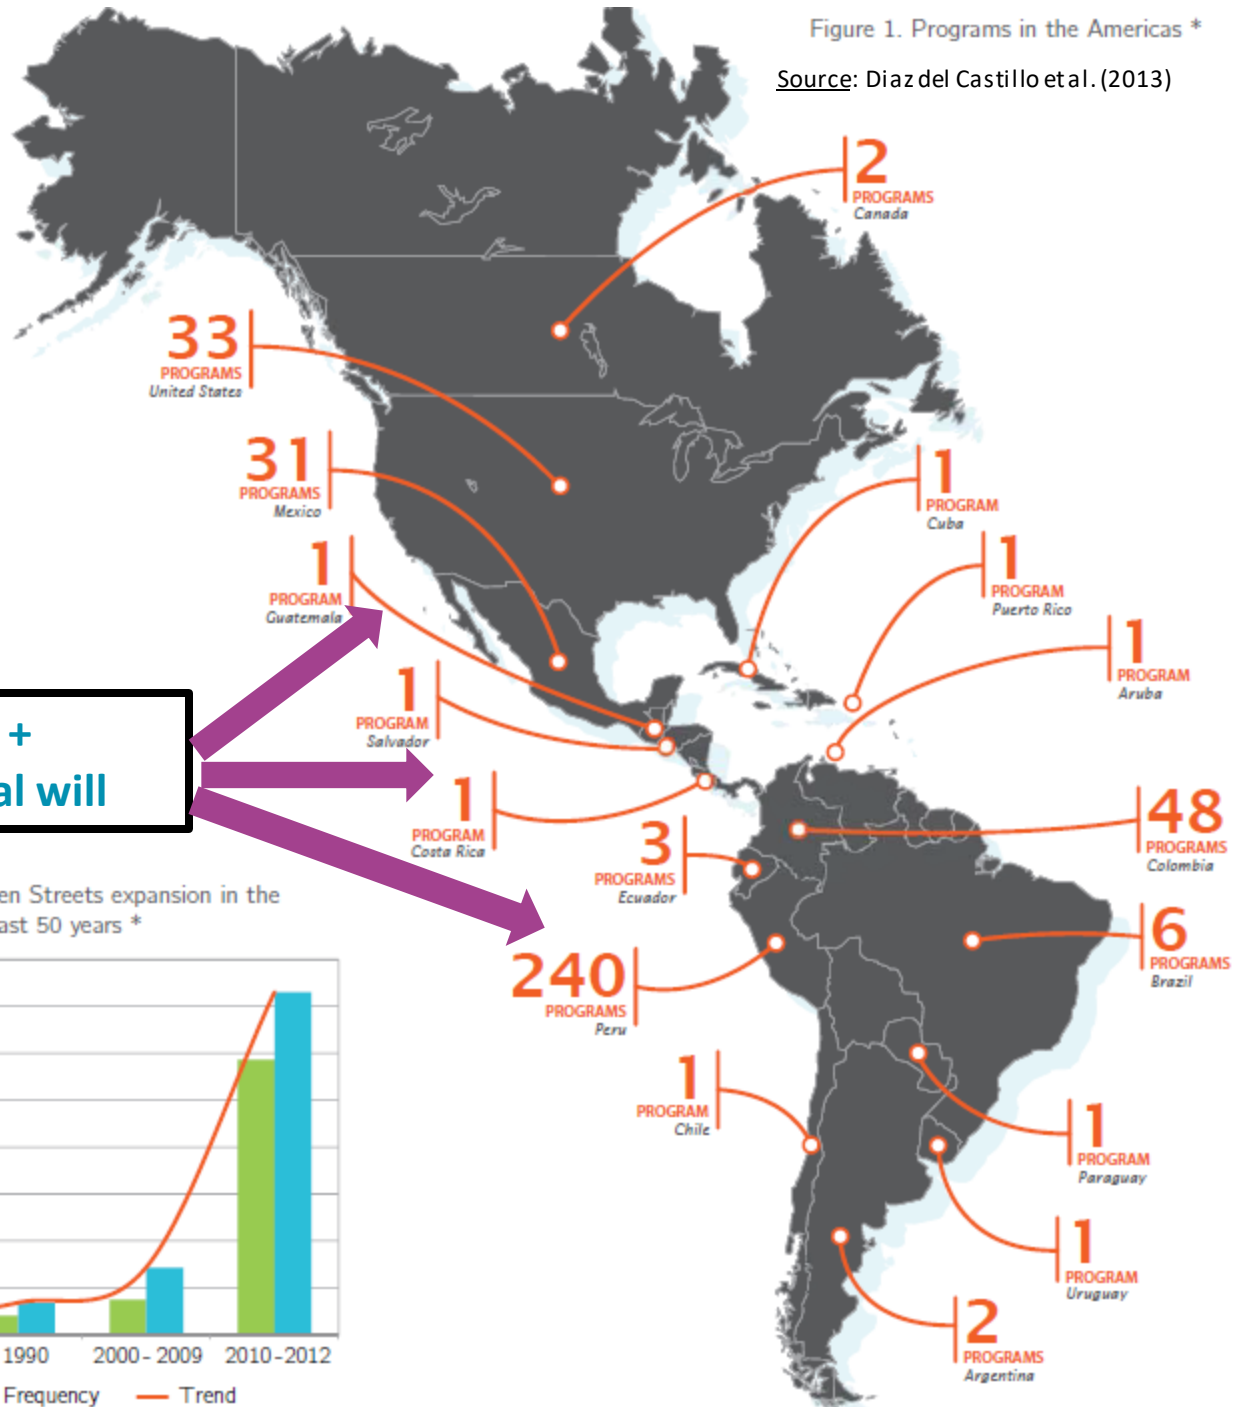 Figure 1. Programs in the Americas *
Source: Diaz del Castillo et al. (2013)
2
PROGRAMS
Canada
33
PROGRAMS
United States
31
PROGRAMS
Mexico
1
PROGRAM
Cuba
1
PROGRAM
Guatemala
1
PROGRAM
Puerto Rico
1
PROGRAM
Aruba
1
PROGRAM
Salvador
+
al will
1
PROGRAM
Costa Rica
48
PROGRAMS
Colombia
3
PROGRAMS
Ecuador
6
PROGRAMS
Brazil
240
PROGRAMS
Peru
1
PROGRAM
Chile
1
PROGRAM
Paraguay
1
PROGRAM
Uruguay
2
PROGRAMS
Argentina
en Streets expansion in the
ast 50 years *
1990 2000-2009 2010-2012
Frequency Trend